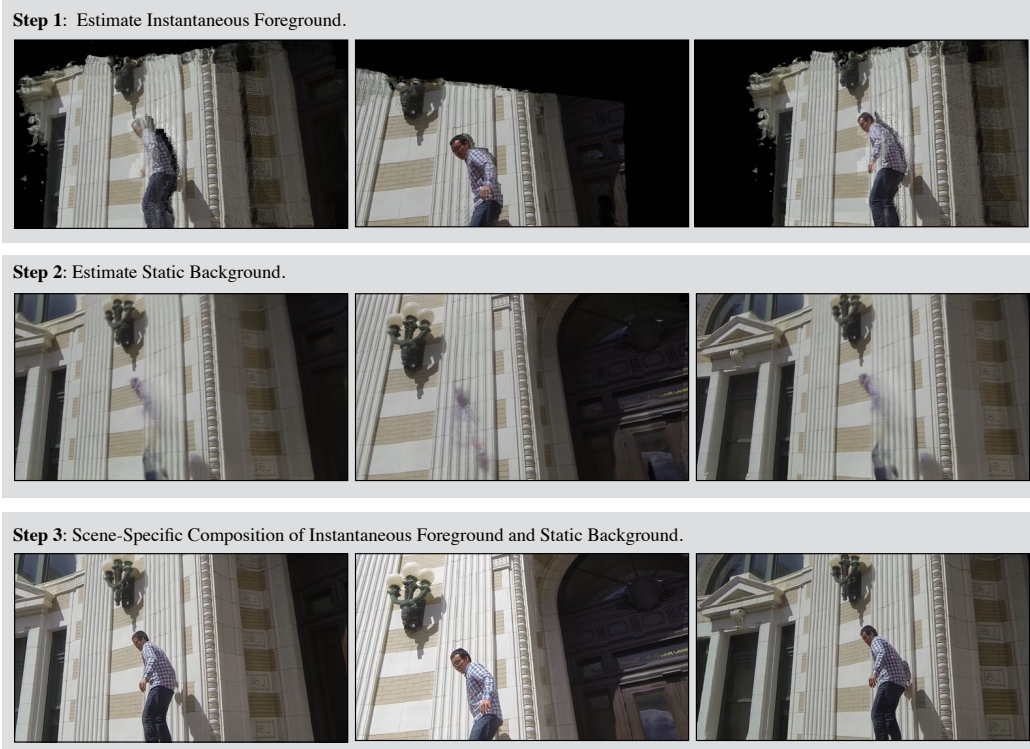 Step 1: Estimate Instantaneous Foreground.
Step 2: Estimate Static Background.
Step 3: Scene-Specific Composition of Instantaneous Foreground and Static Background.